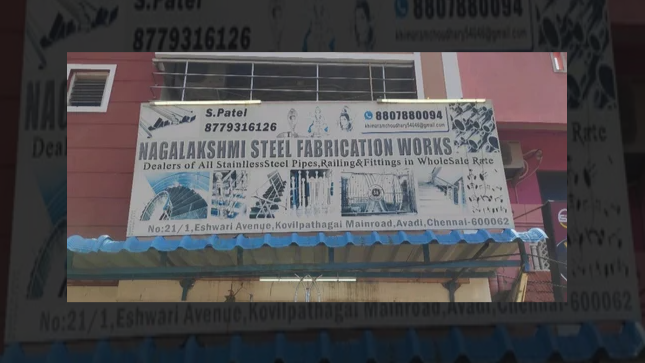 S.Patel
8779316126
8807880094
NAGALAKSHMI STEEL FABRICATION WORKS
Dealers of All StainllessSteel Pipes,Railing&Fittings in WholeSale Rate
No:21/1,Eshwari Avenue,Kovilpathagai Mainroad,Avadi,Chennai-600062